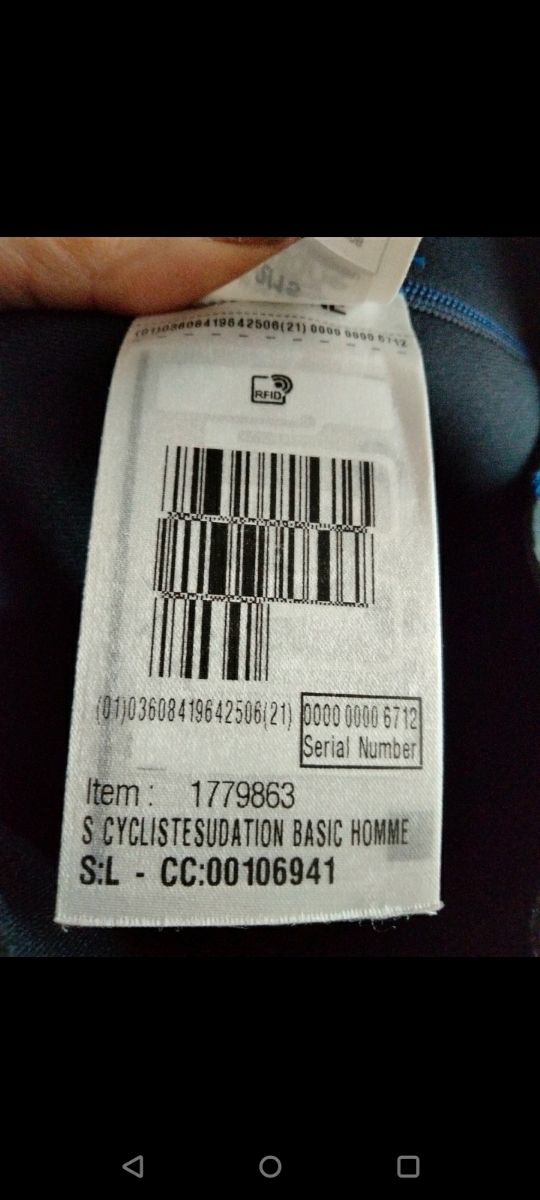 (01)03608419642506(21) 0000 0000 6712
RFID
(01)03608419642506(21)
0000 0000 6712
Serial Number
Item : 1779863
S CYCLISTESUDATION BASIC HOMME
S:L - CC:00106941